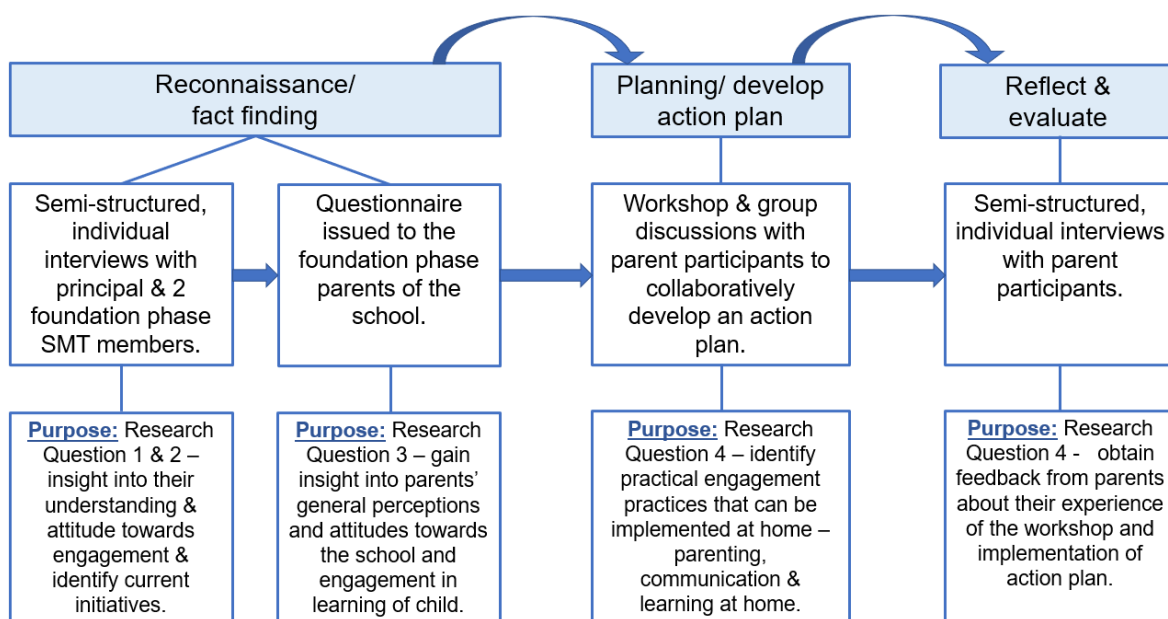 Reconnaissance/
fact finding
Planning/ develop
action plan
Reflect &
evaluate
Semi-structured,
individual
interviews with
principal & 2
foundation phase
SMT members.
Questionnaire
issued to the
foundation phase
parents of the
school.
Workshop & group
discussions with
parent participants to
collaboratively
develop an action
plan.
Semi-structured,
individual interviews
with parent
participants.
Purpose: Research
Question 1 & 2 –
insight into their
understanding &
attitude towards
engagement &
identify current
initiatives.
Purpose: Research
Question 3 – gain
insight into parents’
general perceptions
and attitudes towards
the school and
engagement in
learning of child.
Purpose: Research
Question 4 – identify
practical engagement
practices that can be
implemented at home –
parenting,
communication &
learning at home.
Purpose: Research
Question 4 - obtain
feedback from parents
about their experience
of the workshop and
implementation of
action plan.